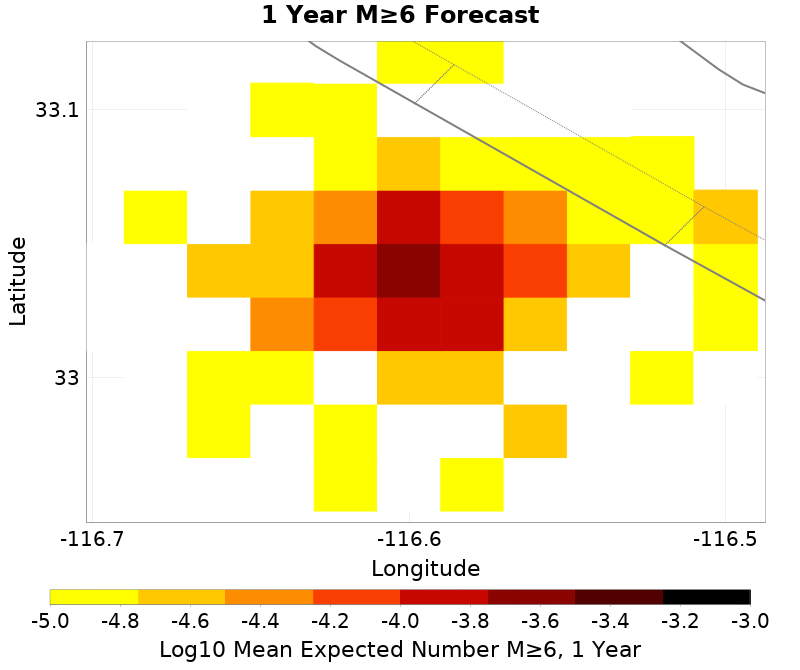 1 Year M≥6 Forecast
33.1
33
Latitude
-116.7 -116.6 -116.5
Longitude
-5.0 -4.8 -4.6 -4.4 -4.2 -4.0 -3.8 -3.6 -3.4 -3.2 -3.0
Log10 Mean Expected Number M≥6, 1 Year